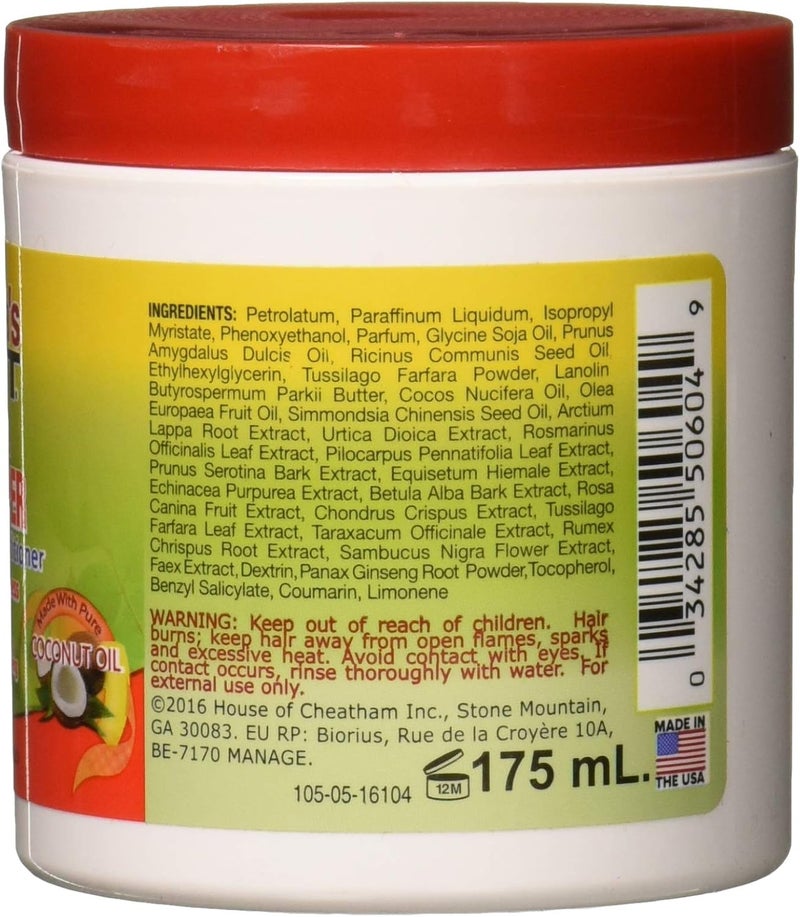 's
T.
ER
INGREDIENTS: Petrolatum, Paraffinum Liquidum, Isopropyl
Myristate, Phenoxyethanol, Parfum, Glycine Soja Oil, Prunus
Amygdalus Dulcis Oil, Ricinus Communis Seed Oil
Ethylhexylglycerin, Tussilago Farfara Powder, Lanolin
Butyrospermum Parkii Butter, Cocos Nucifera Oil, Olea
Europaea Fruit Oil, Simmondsia Chinensis Seed Oil, Arctium
Lappa Root Extract, Urtica Dioica Extract, Rosmarinus
Officinalis Leaf Extract, Pilocarpus Pennatifolia Leaf Extract,
Prunus Serotina Bark Extract, Equisetum Hiemale Extract,
Echinacea Purpurea Extract, Betula Alba Bark Extract, Rosa
Canina Fruit Extract, Chondrus Crispus Extract, Tussilago
Farfara Leaf Extract, Taraxacum Officinale Extract, Rumex
Chrispus Root Extract, Sambucus Nigra Flower Extract,
Faex Extract, Dextrin, Panax Ginseng Root Powder, Tocopherol,
Benzyl Salicylate, Coumarin, Limonene
WARNING: Keep out of reach of children. Hair
burns; keep hair away from open flames, sparks
and excessive heat. Avoid contact with eyes. If
contact occurs, rinse thoroughly with water. For
external use only.
©2016 House of Cheatham Inc., Stone Mountain,
GA 30083. EU RP: Biorius, Rue de la Croyère 10A,
BE-7170 MANAGE.
105-05-16104
12M
175 mL.
MADE IN
THE USA
0 34285 50604 9
Made With Pure
COCONUT OIL